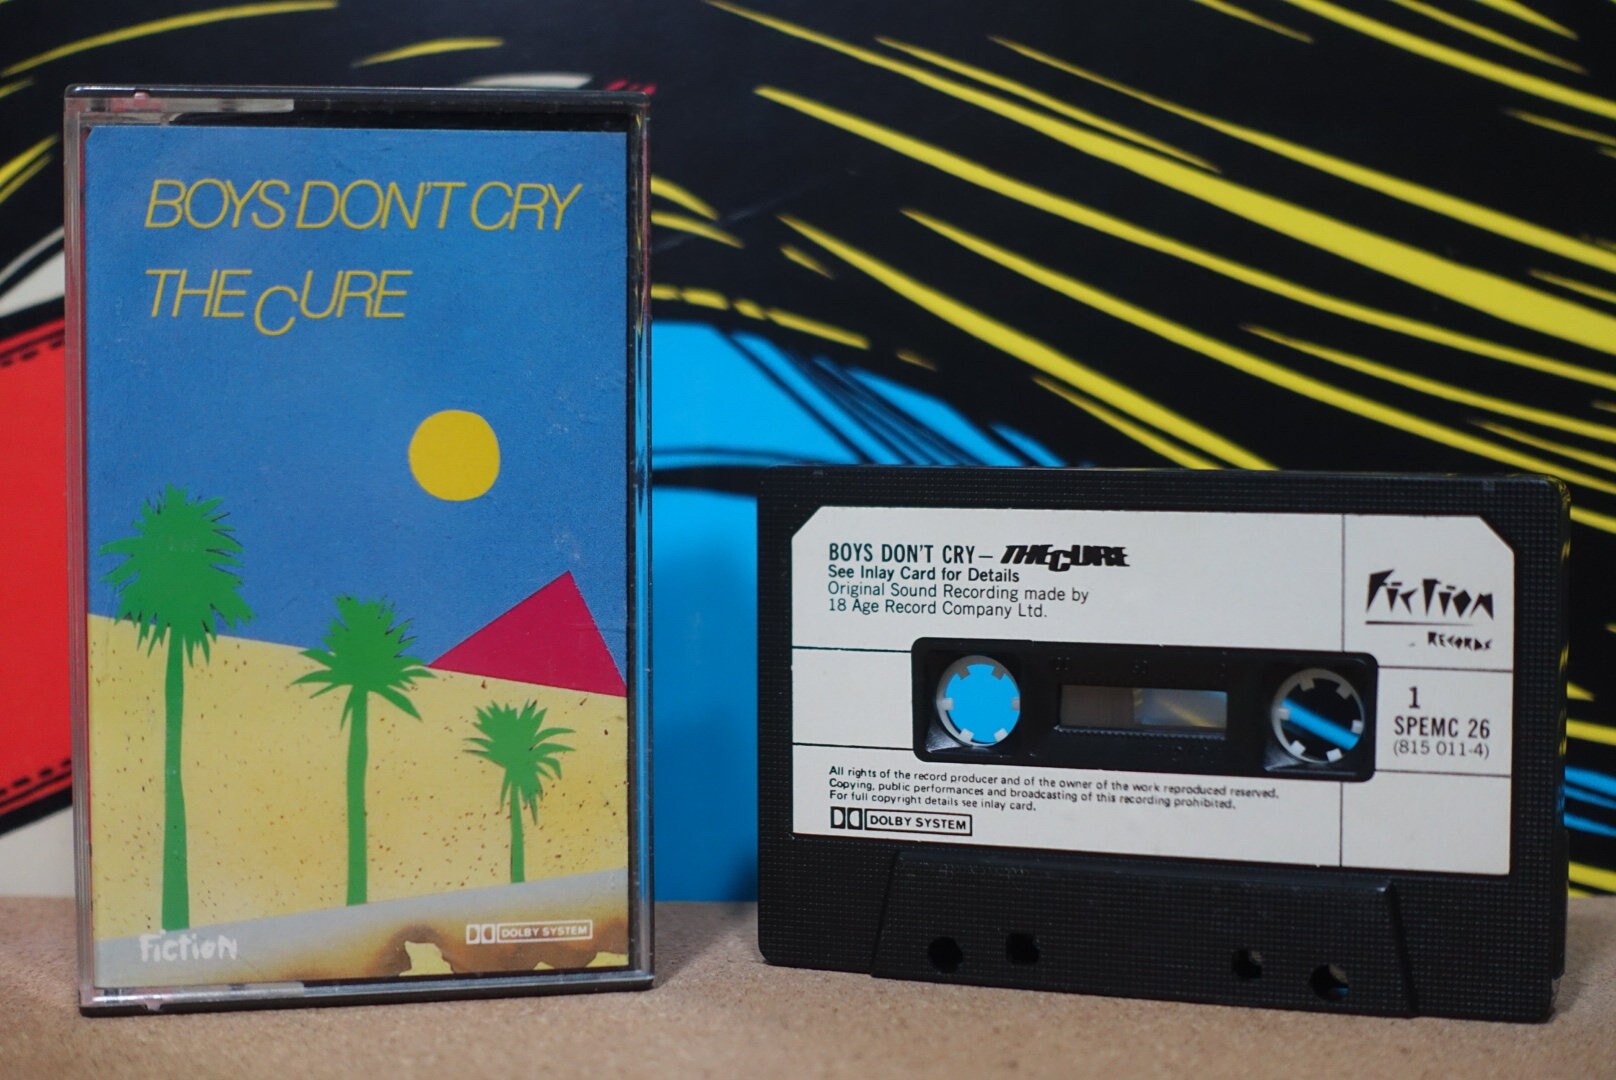 BOYS DON'T CRY
THE CURE
Fiction
DOLBY SYSTEM
BOYS DON'T CRY — THE CURE
See Inlay Card for Details
Original Sound Recording made by
18 Age Record Company Ltd.
Fiction
RECORDS
1
SPEMC 26
(815 011-4)
All rights of the record producer and of the owner of the work reproduced reserved.
Copying, public performances and broadcasting of this recording prohibited.
For full copyright details see inlay card.
DOLBY SYSTEM